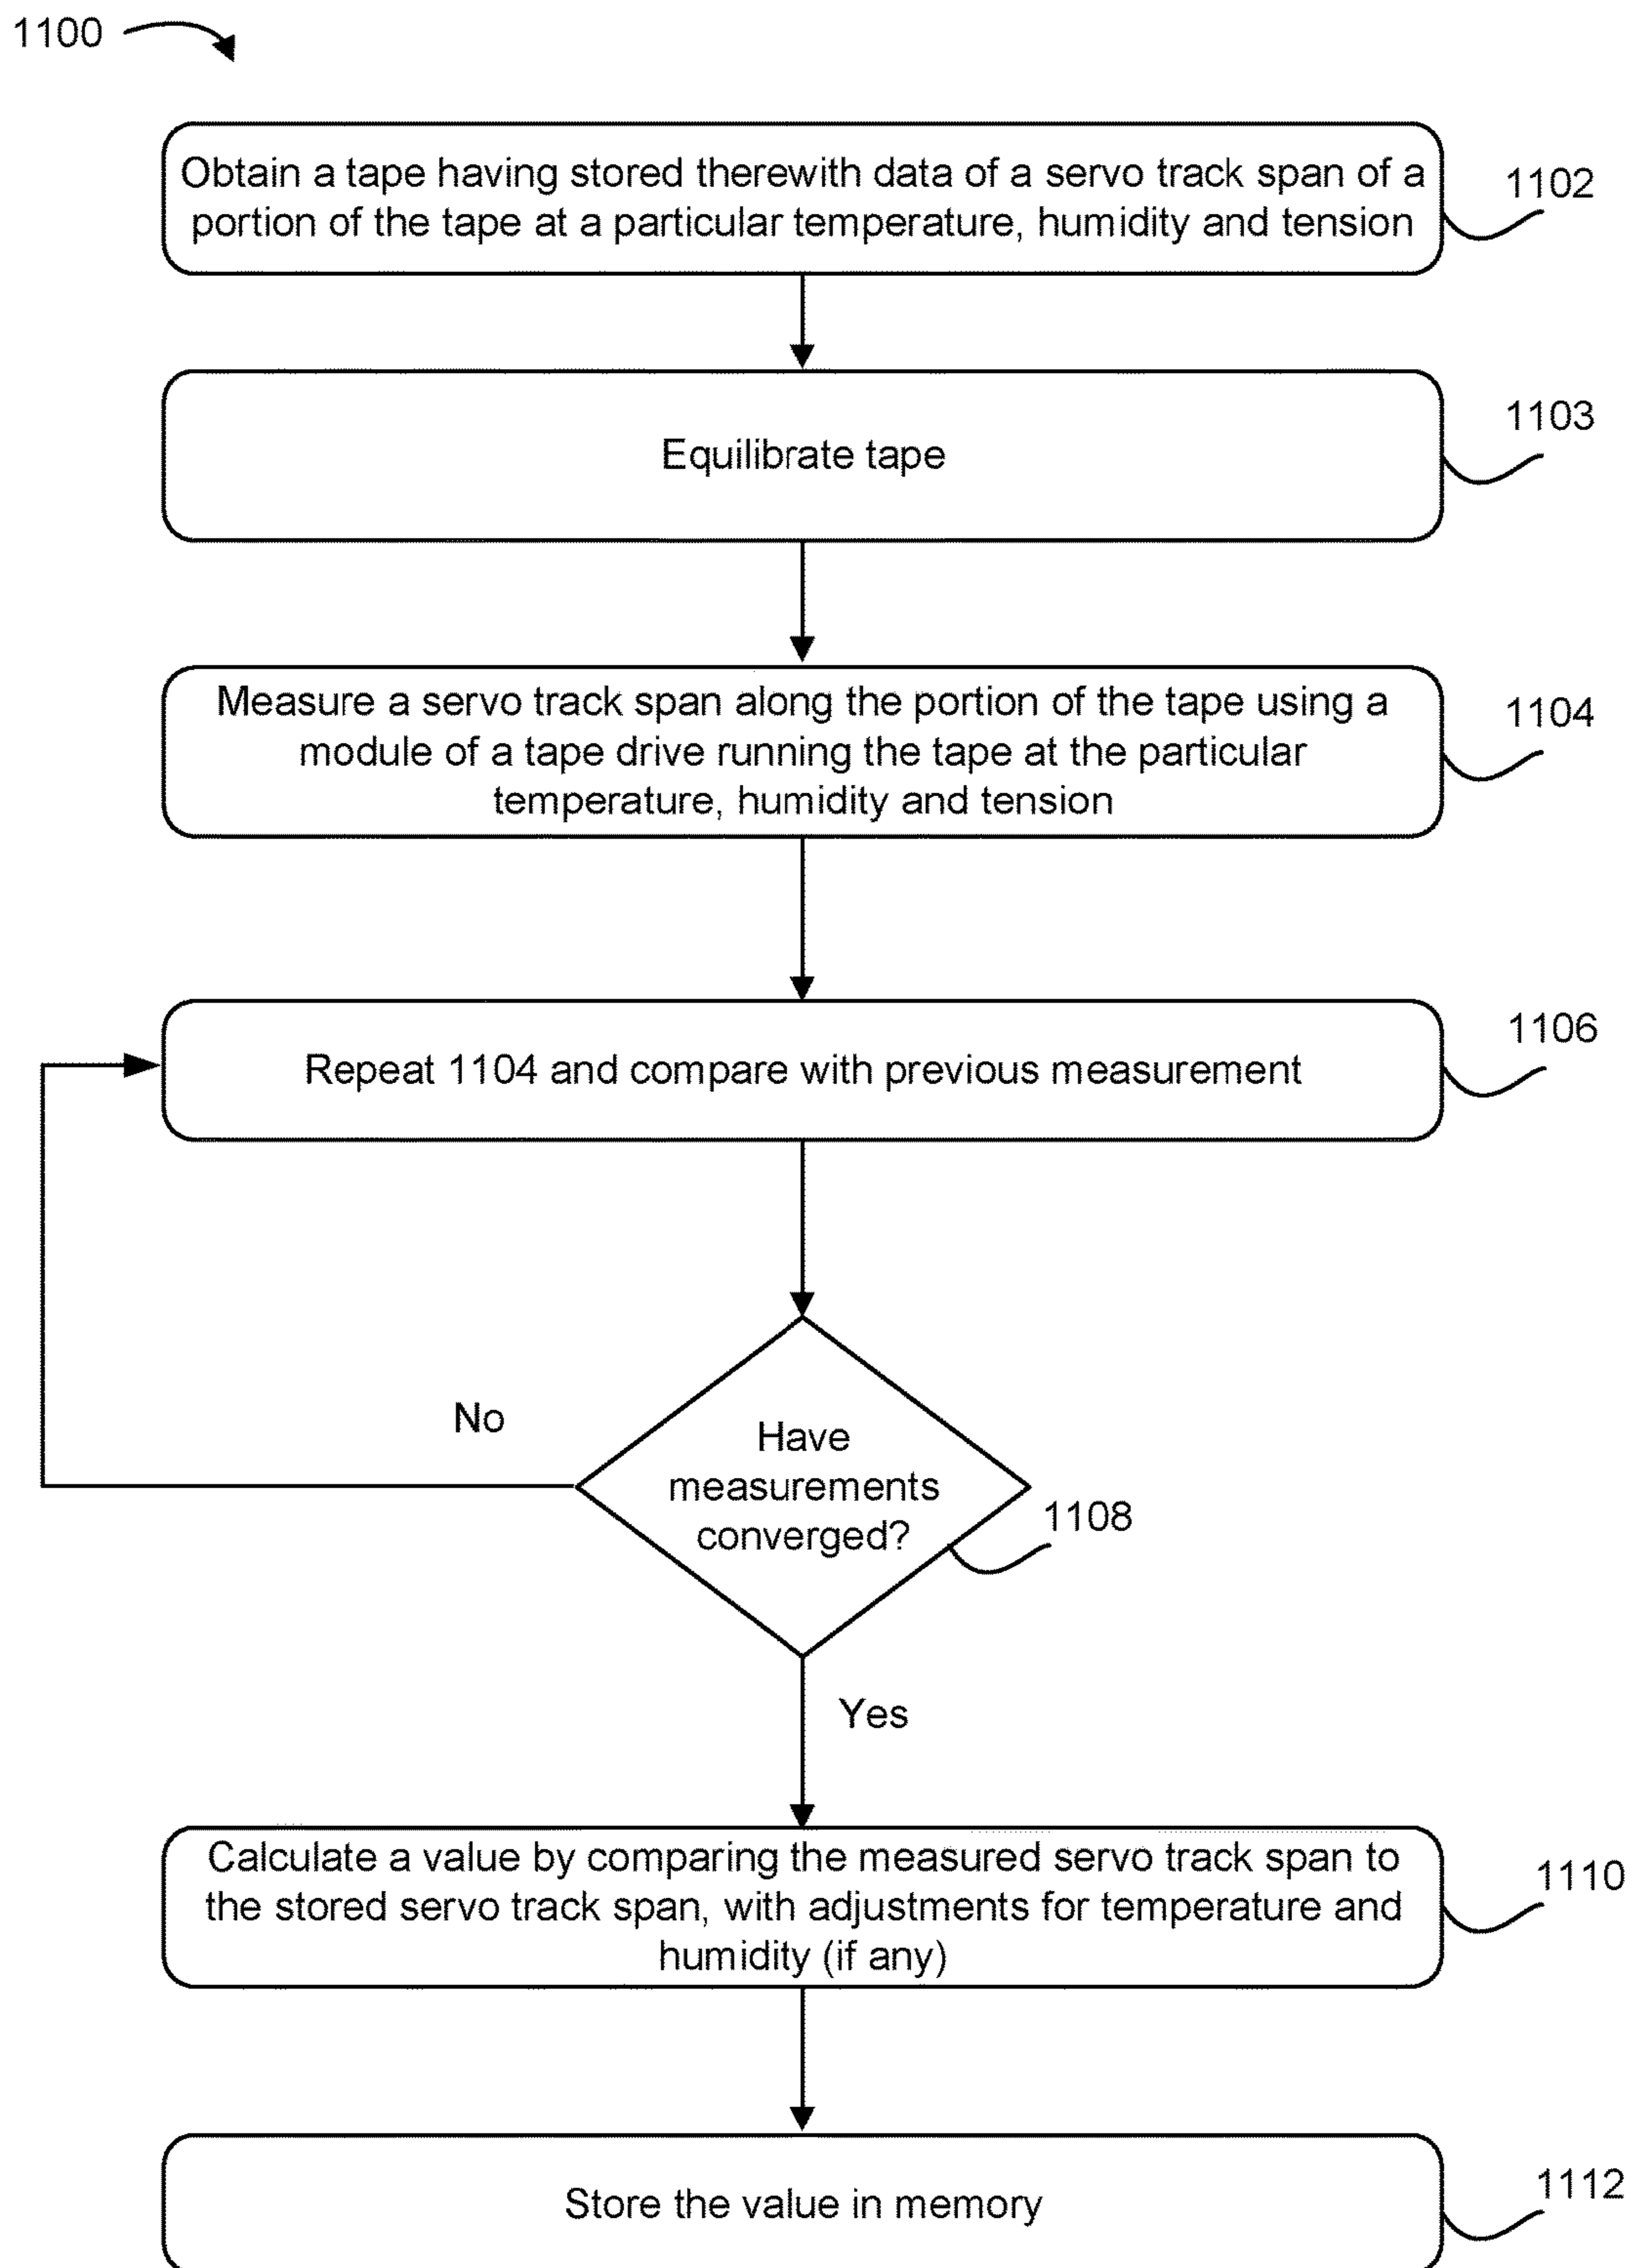 1100
Obtain a tape having stored therewith data of a servo track span of a
portion of the tape at a particular temperature, humidity and tension
1102
Equilibrate tape
1103
Measure a servo track span along the portion of the tape using a
module of a tape drive running the tape at the particular
temperature, humidity and tension
1104
Repeat 1104 and compare with previous measurement
1106
No
Have
measurements
converged?
1108
Yes
Calculate a value by comparing the measured servo track span to
the stored servo track span, with adjustments for temperature and
humidity (if any)
1110
Store the value in memory
1112